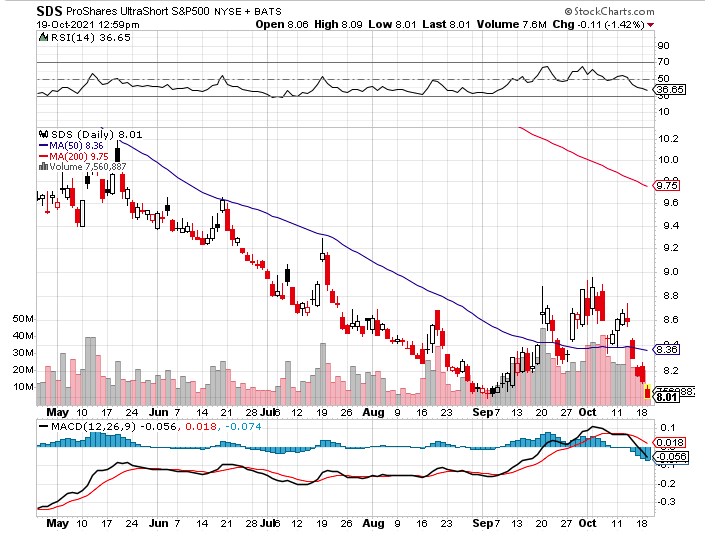 SDS ProShares UltraShort S&P500 NYSE + BATS © StockCharts.com
19-Oct-2021 12:59pm Open 8.06 High 8.09 Low 8.01 Last 8.01 Volume 7.6M Chg -0.11 (-1.42%)
RSI(14) 36.65
90
70
50
36.65
30
10
SDS (Daily) 8.01
MA(50) 8.36
MA(200) 9.75
Volume 7,560,887
10.2
10.0
9.75
9.6
9.4
9.2
9.0
8.8
8.6
8.36
8.2
8.01
50M
40M
30M
20M
10M
May 10 17 24 Jun 14 21 Jul 12 19 26 Aug 9 16 23 Sep 7 13 20 27 Oct 11 18
MACD(12,26,9) -0.056, 0.018, -0.074
0.1
0.018
-0.056
-0.1
-0.2
-0.3
May 10 17 24 Jun 7 14 21 Jul 6 12 19 26 Aug 9 16 23 Sep 7 13 20 27 Oct 11 18